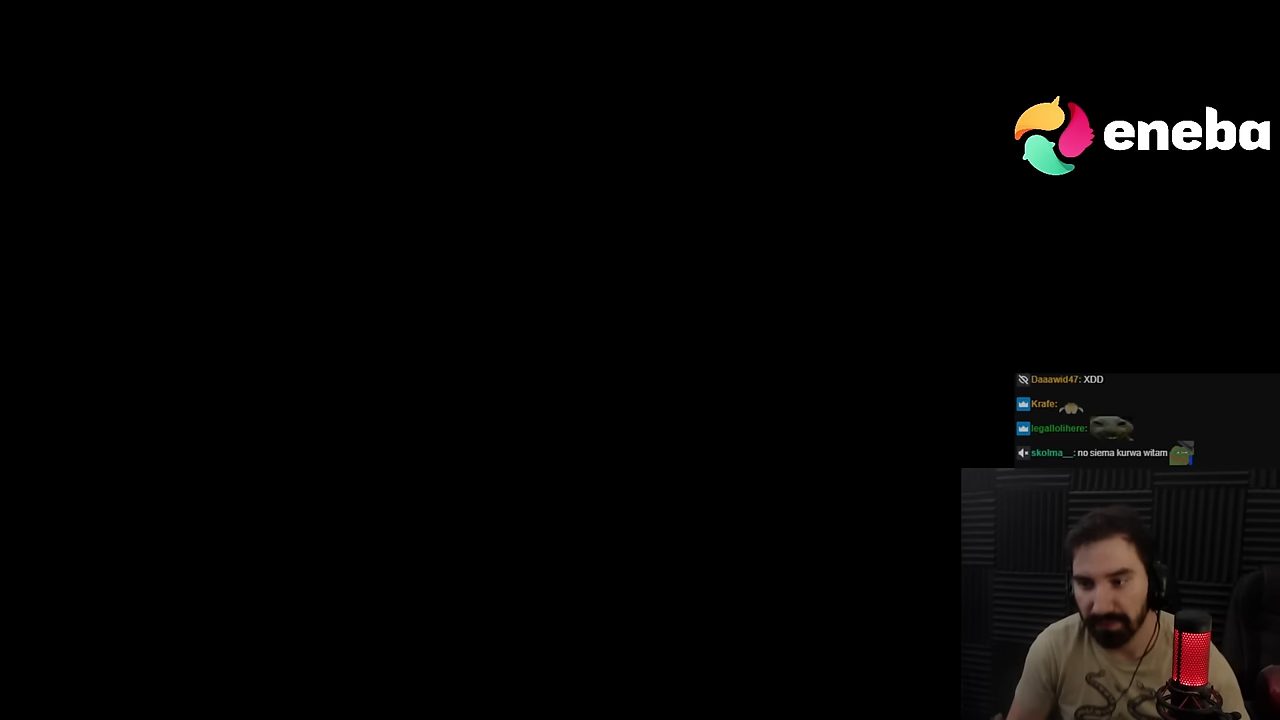 eneba
Daaawid47: XDD
Krafe:
legallolihere:
skolma__: no siema kurwa witam